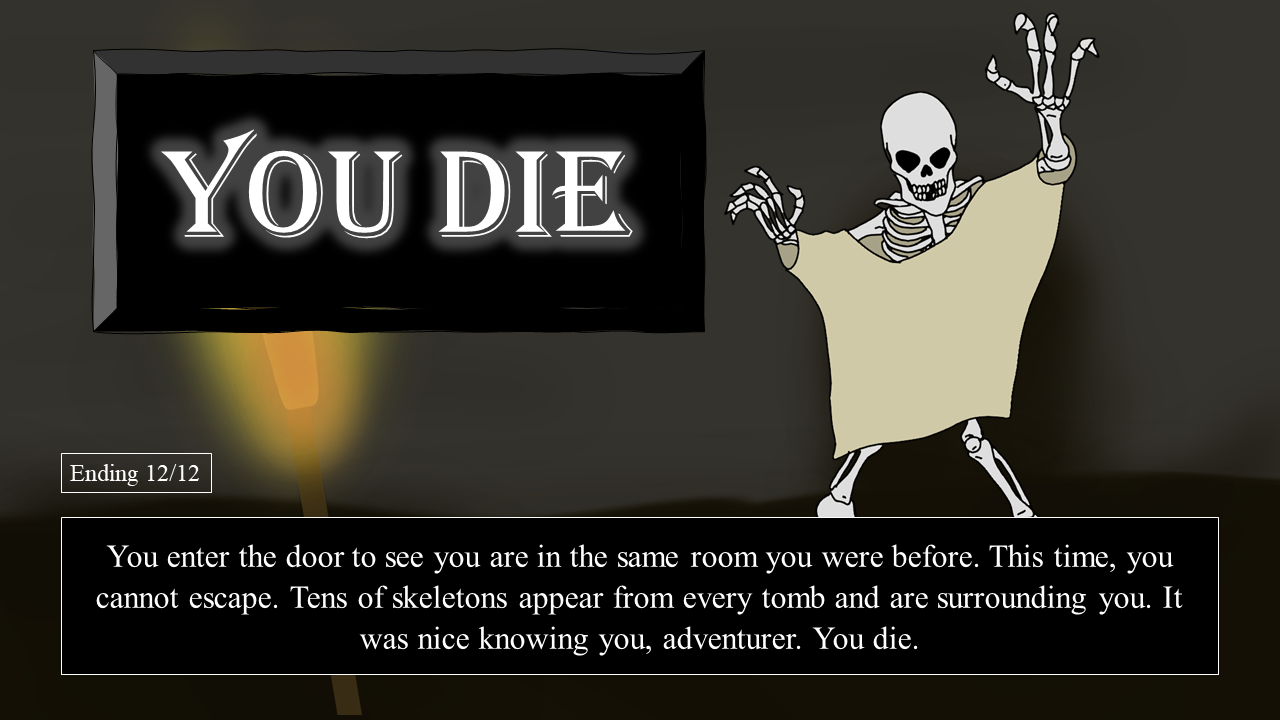 YOU DIE
Ending 12/12
You enter the door to see you are in the same room you were before. This time, you
cannot escape. Tens of skeletons appear from every tomb and are surrounding you. It
was nice knowing you, adventurer. You die.